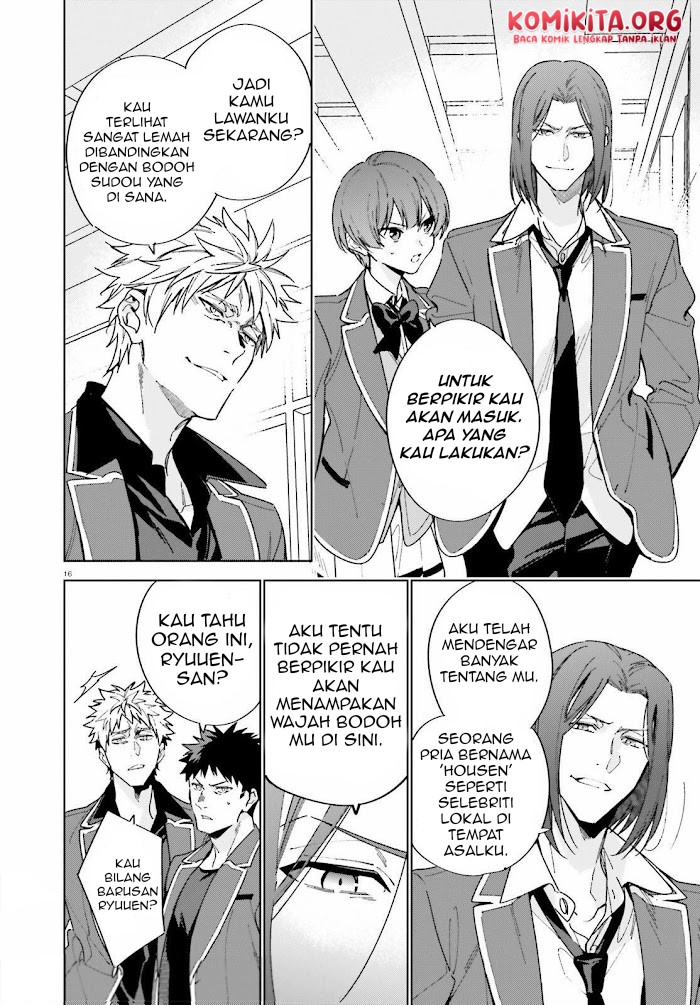 KOMIKITA.ORG
BACA KOMIK LENGKAP TANPA IKLAN
JADI
KAMU
LAWANKU
SEKARANG?
KAU
TERLIHAT
SANGAT LEMAH
DIBANDINGKAN
DENGAN BODOH
SUDOU YANG
DI SANA.
UNTUK
BERPIKIR KAU
AKAN MASUK.
APA YANG
KAU LAKUKAN?
16
KAU TAHU
ORANG INI,
RYUUEN-
SAN?
KAU
BILANG
BARUSAN
RYUUEN?
AKU TENTU
TIDAK PERNAH
BERPIKIR KAU
AKAN
MENAMPAKAN
WAJAH BODOH
MU DI SINI.
AKU TELAH
MENDENGAR
BANYAK
TENTANG MU.
SEORANG
PRIA BERNAMA
'HOUSEN'
SEPERTI
SELEBRITI
LOKAL DI
TEMPAT
ASALKU.